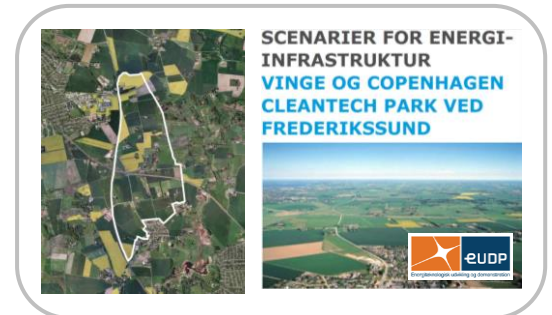 SCENARIER FOR ENERGI-
INFRASTRUKTUR
VINGE OG COPENHAGEN
CLEANTECH PARK VED
FREDERIKSSUND
eUDP
Energiteknologisk udvikling og demonstration